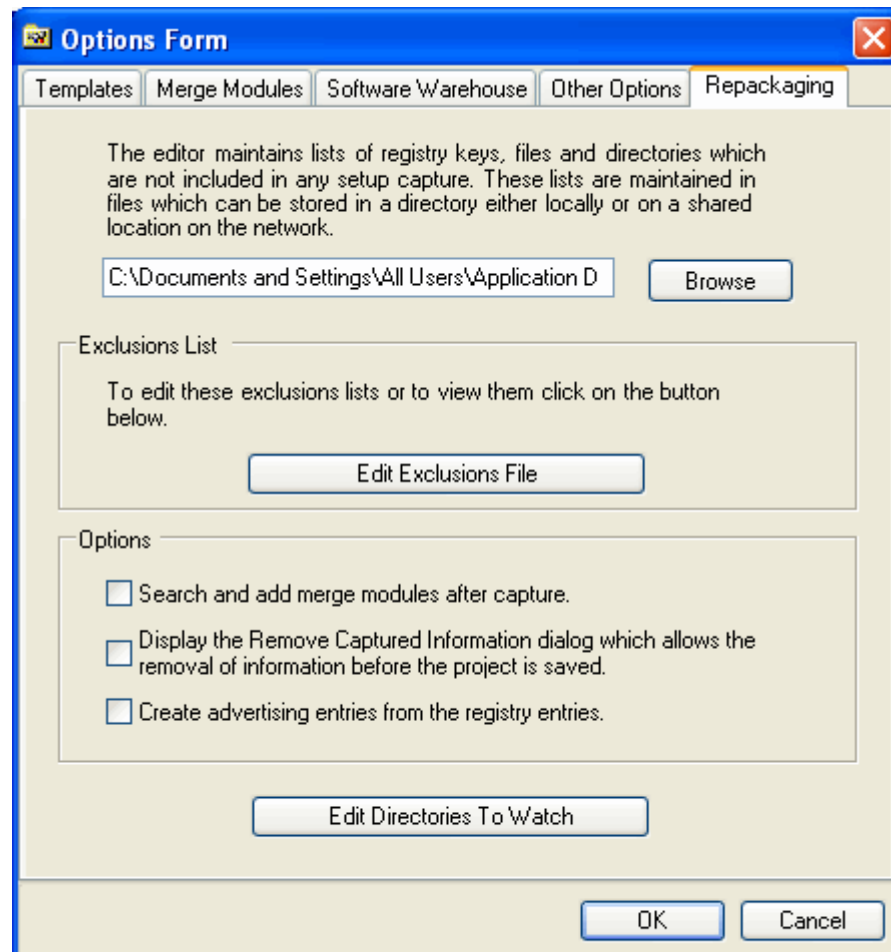 Options Form
Templates
Merge Modules
Software Warehouse
Other Options
Repackaging
The editor maintains lists of registry keys, files and directories which
are not included in any setup capture. These lists are maintained in
files which can be stored in a directory either locally or on a shared
location on the network.
C:\Documents and Settings\All Users\Application D
Browse
Exclusions List
To edit these exclusions lists or to view them click on the button
below.
Edit Exclusions File
Options
Search and add merge modules after capture.
Display the Remove Captured Information dialog which allows the
removal of information before the project is saved.
Create advertising entries from the registry entries.
Edit Directories To Watch
OK
Cancel